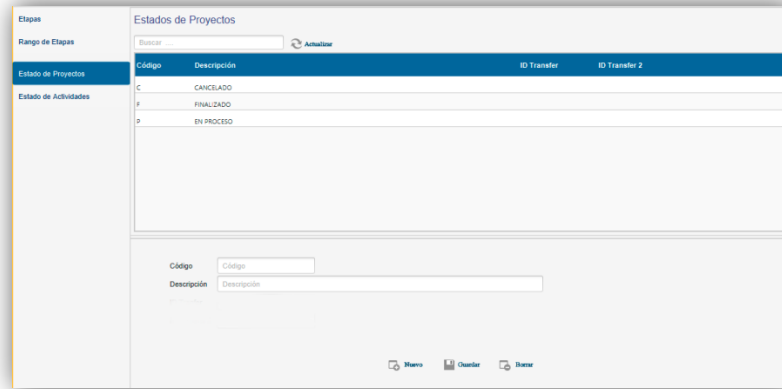 Etapas
Rango de Etapas
Estado de Proyectos
Estado de Actividades
Estados de Proyectos
Buscar ... Actualizar
Código Descripción ID Transfer ID Transfer 2
C CANCELADO
F FINALIZADO
P EN PROCESO
Código Código
Descripción Descripción
Nuevo Guardar Borrar